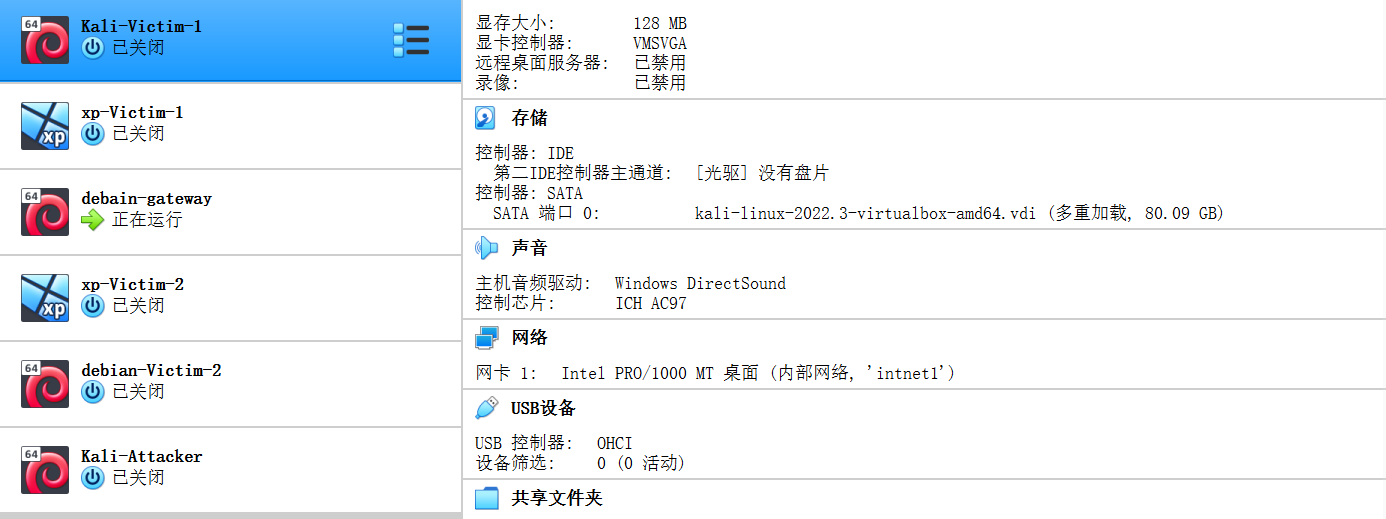 64
Kali-Victim-1
已关闭
xp
xp-Victim-1
已关闭
64
debain-gateway
正在运行
xp
xp-Victim-2
已关闭
64
debian-Victim-2
已关闭
64
Kali-Attacker
已关闭
显存大小: 128 MB
显卡控制器: VMSVGA
远程桌面服务器: 已禁用
录像: 已禁用
存储
控制器: IDE
第二IDE控制器主通道: [光驱] 没有盘片
控制器: SATA
SATA 端口 0: kali-linux-2022.3-virtualbox-amd64.vdi (多重加载, 80.09 GB)
声音
主机音频驱动: Windows DirectSound
控制芯片: ICH AC97
网络
网卡 1: Intel PRO/1000 MT 桌面 (内部网络, 'intnet1')
USB设备
USB 控制器: OHCI
设备筛选: 0 (0 活动)
共享文件夹